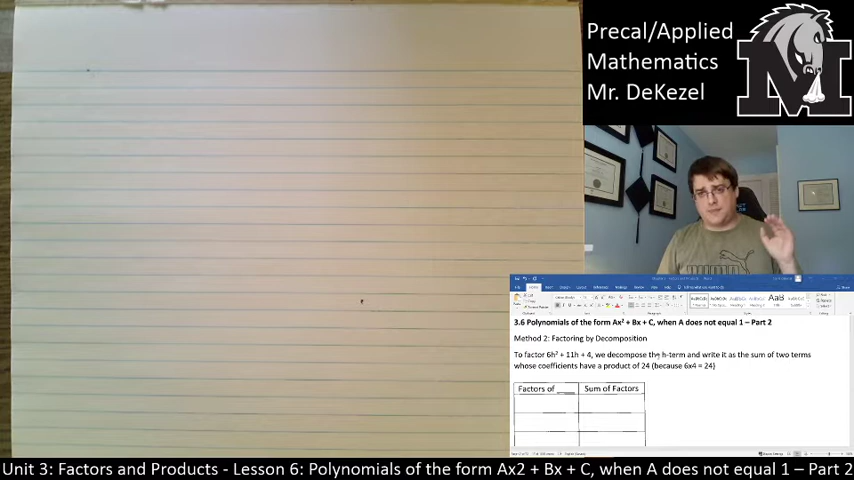 Precal/Applied
Mathematics
Mr. DeKezel
M
3.6 Polynomials of the form Ax² + Bx + C, when A does not equal 1 – Part 2
Method 2: Factoring by Decomposition
To factor 6h² + 11h + 4, we decompose the h-term and write it as the sum of two terms
whose coefficients have a product of 24 (because 6x4 = 24)
Factors of ____ Sum of Factors
Unit 3: Factors and Products - Lesson 6: Polynomials of the form Ax2 + Bx + C, when A does not equal 1 – Part 2